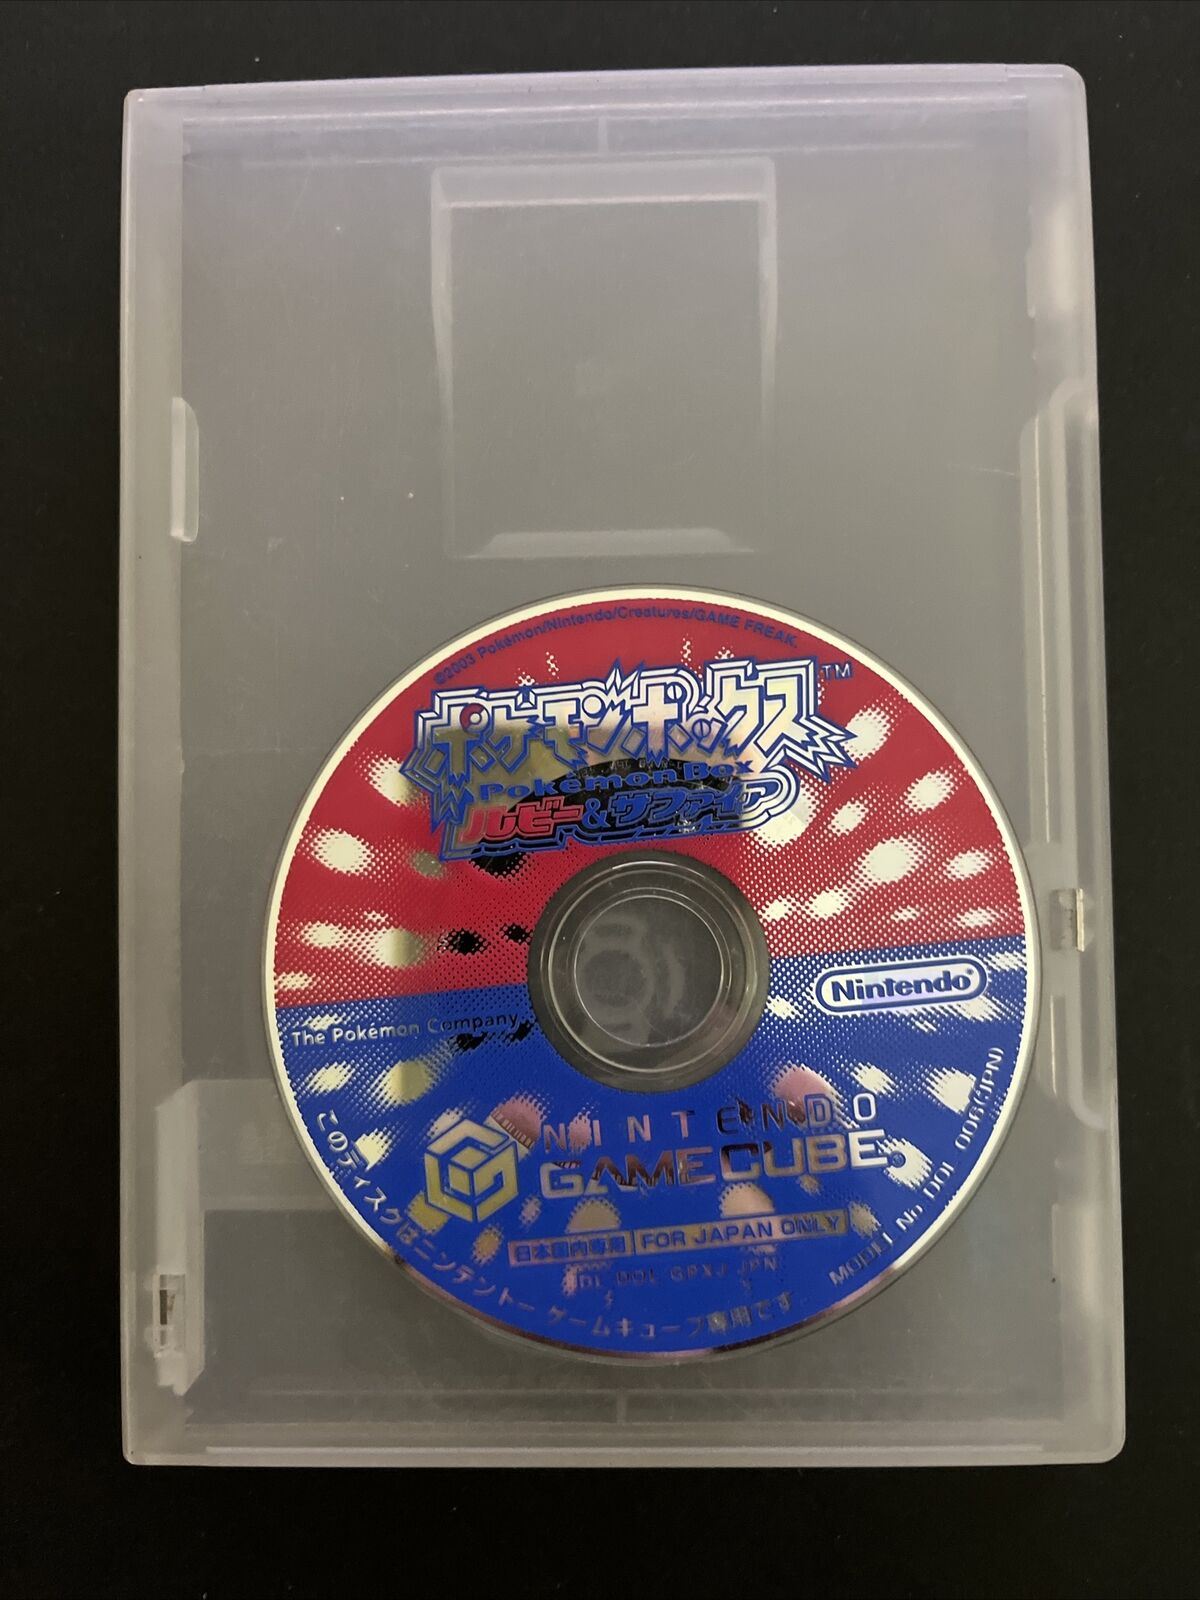 ©2003 Pokémon/Nintendo/Creatures/GAME FREAK.
ポケモンボックス™
Pokémon Box
ルビー&サファイア
Nintendo®
The Pokémon Company
NINTENDO
GAMECUBE
日本国内専用 FOR JAPAN ONLY
DL-DOL-GPXJ-JPN
MODEL No. DOL-006(JPN)
このディスクはニンテンドーゲームキューブ専用です。